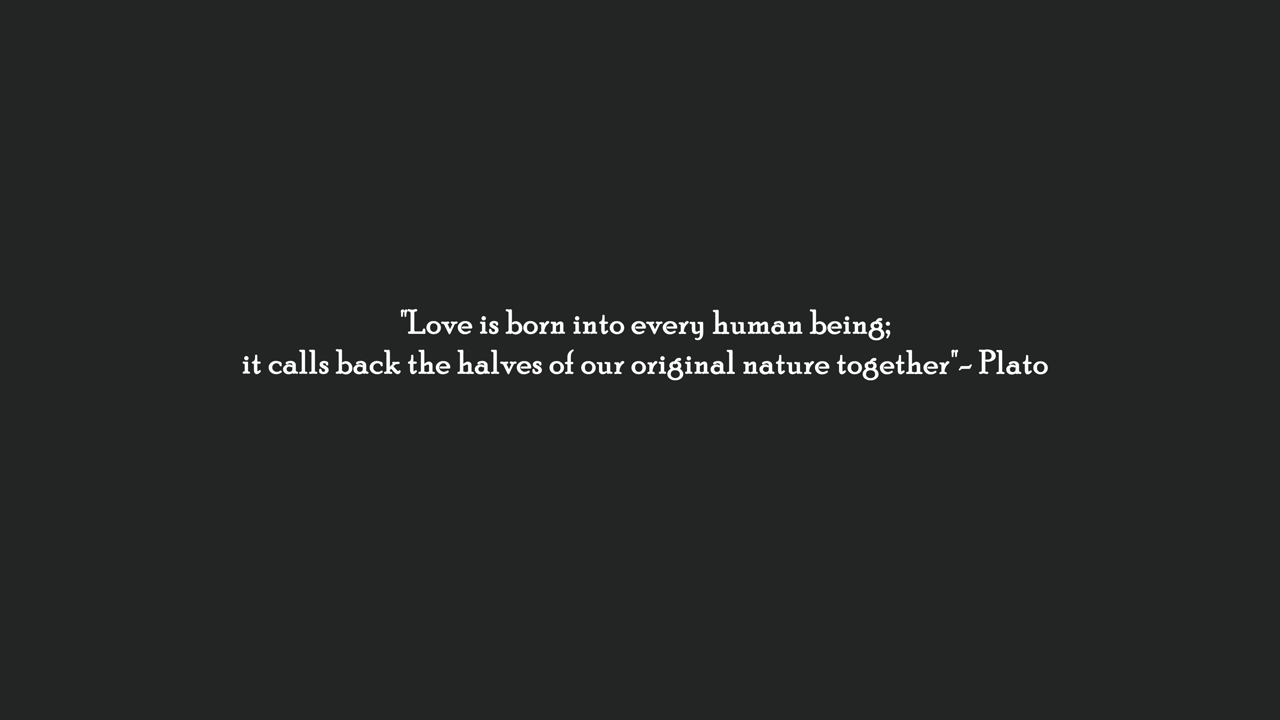 "Love is born into every human being;
it calls back the halves of our original nature together"~ Plato